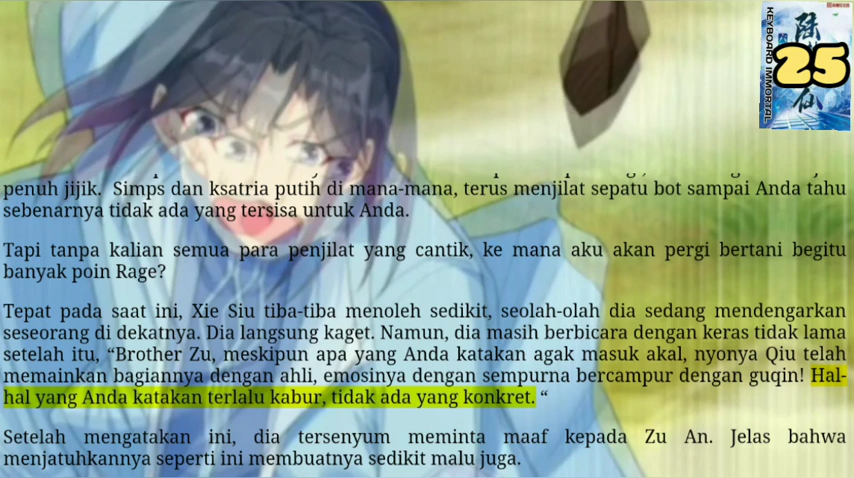 KEYBOARD IMMORTAL
25
penuh jijik. Simps dan ksatria putih di mana-mana, terus menjilat sepatu bot sampai Anda tahu
sebenarnya tidak ada yang tersisa untuk Anda.
Tapi tanpa kalian semua para penjilat yang cantik, ke mana aku akan pergi bertani begitu
banyak poin Rage?
Tepat pada saat ini, Xie Siu tiba-tiba menoleh sedikit, seolah-olah dia sedang mendengarkan
seseorang di dekatnya. Dia langsung kaget. Namun, dia masih berbicara dengan keras tidak lama
setelah itu, “Brother Zu, meskipun apa yang Anda katakan agak masuk akal, nyonya Qiu telah
memainkan bagiannya dengan ahli, emosinya dengan sempurna bercampur dengan guqin! Hal-
hal yang Anda katakan terlalu kabur, tidak ada yang konkret. “
Setelah mengatakan ini, dia tersenyum meminta maaf kepada Zu An. Jelas bahwa
menjatuhkannya seperti ini membuatnya sedikit malu juga.